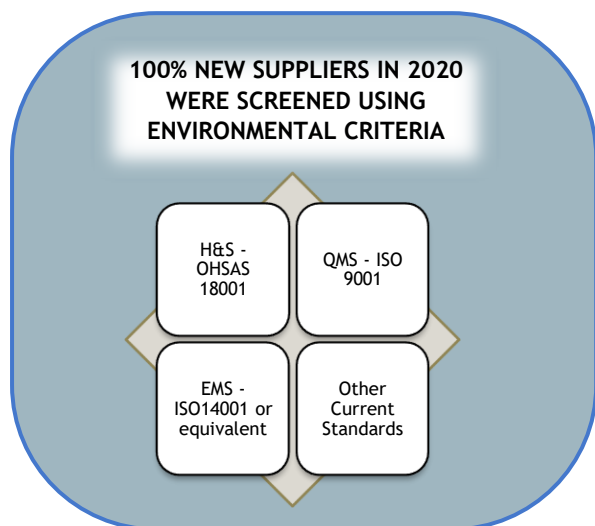 100% NEW SUPPLIERS IN 2020
WERE SCREENED USING
ENVIRONMENTAL CRITERIA
H&S -
OHSAS
18001
QMS - ISO
9001
EMS -
ISO14001 or
equivalent
Other
Current
Standards